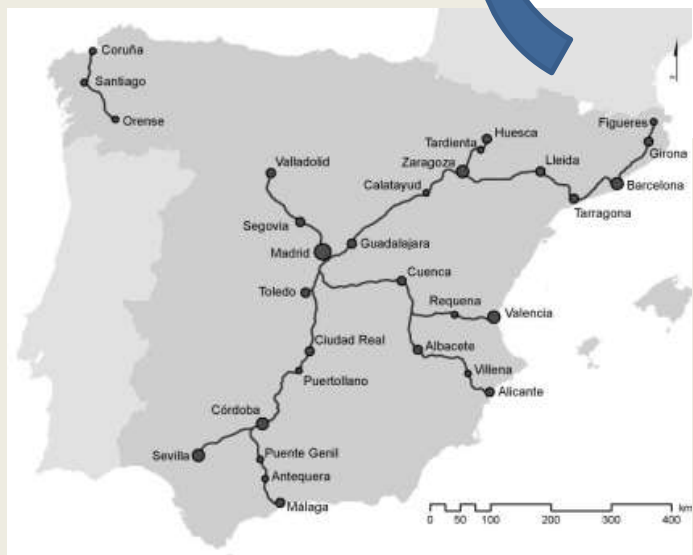 Coruña
Santiago
Orense
Valladolid
Segovia
Madrid
Toledo
Guadalajara
Calatayud
Zaragoza
Tardienta
Huesca
Lleida
Tarragona
Barcelona
Girona
Figueres
Cuenca
Requena
Valencia
Albacete
Villena
Alicante
Ciudad Real
Puertollano
Córdoba
Sevilla
Puente Genil
Antequera
Málaga
km
0 50 100 200 300 400